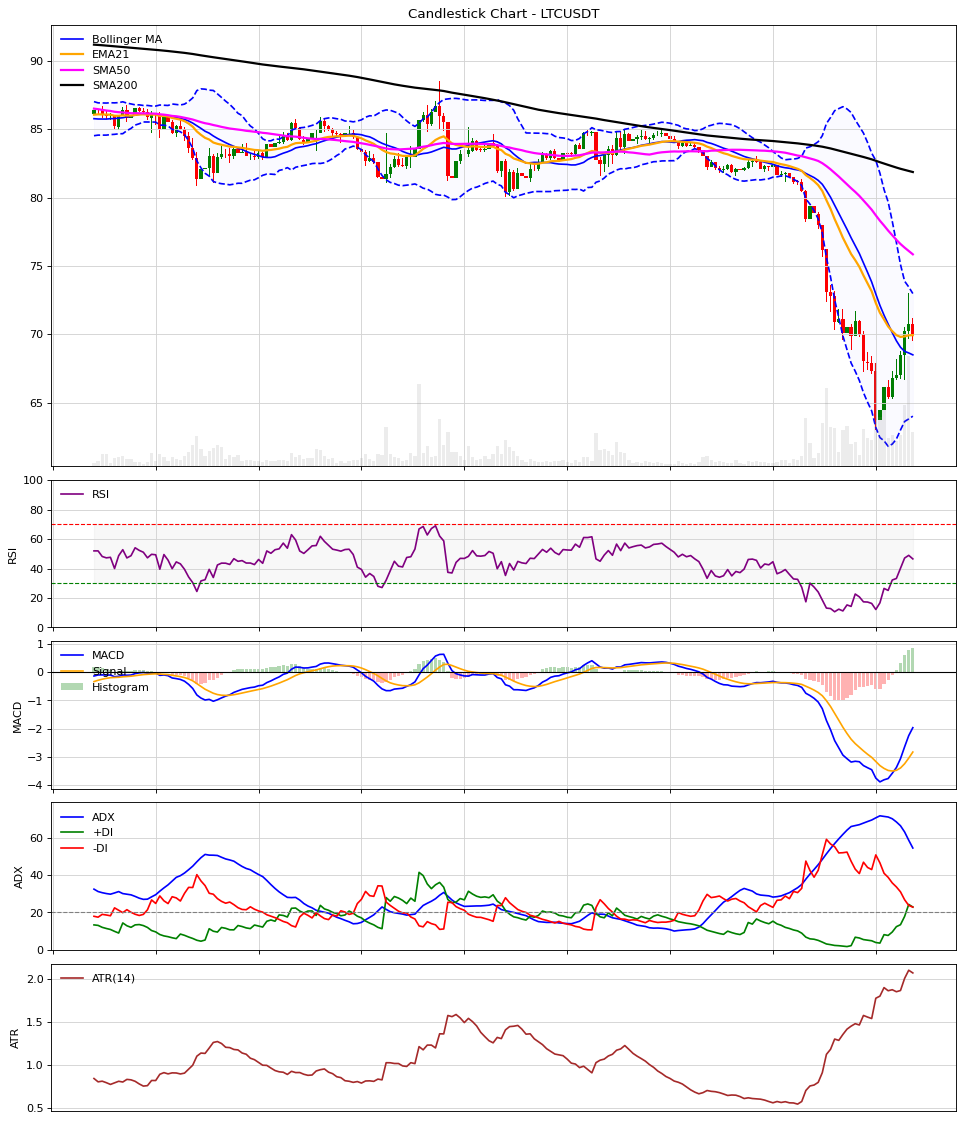 Candlestick Chart - LTCUSDT
Bollinger MA
EMA21
SMA50
SMA200
90
85
80
75
70
65
RSI
100
80
60
40
20
0
RSI
MACD
Signal
Histogram
1
0
−1
−2
−3
−4
MACD
ADX
+DI
-DI
60
40
20
0
ADX
ATR(14)
2.0
1.5
1.0
0.5
ATR